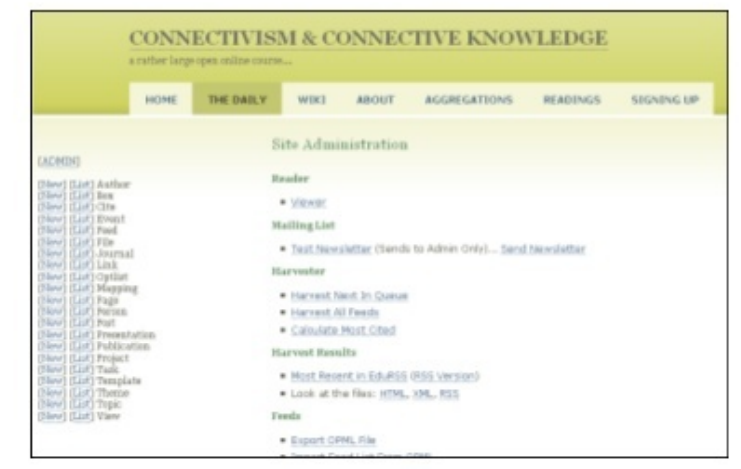 CONNECTIVISM & CONNECTIVE KNOWLEDGE
a rather large open online course...
HOME THE DAILY WIKI ABOUT AGGREGATIONS READINGS SIGNING UP
Site Administration
[ADMIN]
[New] [List] Author
[New] [List] Box
[New] [List] Cite
[New] [List] Event
[New] [List] Feed
[New] [List] File
[New] [List] Journal
[New] [List] Link
[New] [List] Optlist
[New] [List] Mapping
[New] [List] Page
[New] [List] Person
[New] [List] Post
[New] [List] Presentation
[New] [List] Publication
[New] [List] Project
[New] [List] Task
[New] [List] Template
[New] [List] Theme
[New] [List] Topic
[New] [List] View
Reader
• Viewer
Mailing List
• Test Newsletter (Sends to Admin Only)... Send Newsletter
Harvester
• Harvest Next In Queue
• Harvest All Feeds
• Calculate Most Cited
Harvest Results
• Most Recent in EduRSS (RSS Version)
• Look at the files: HTML, XML, RSS
Feeds
• Export OPML File
• Import Feed List From OPML